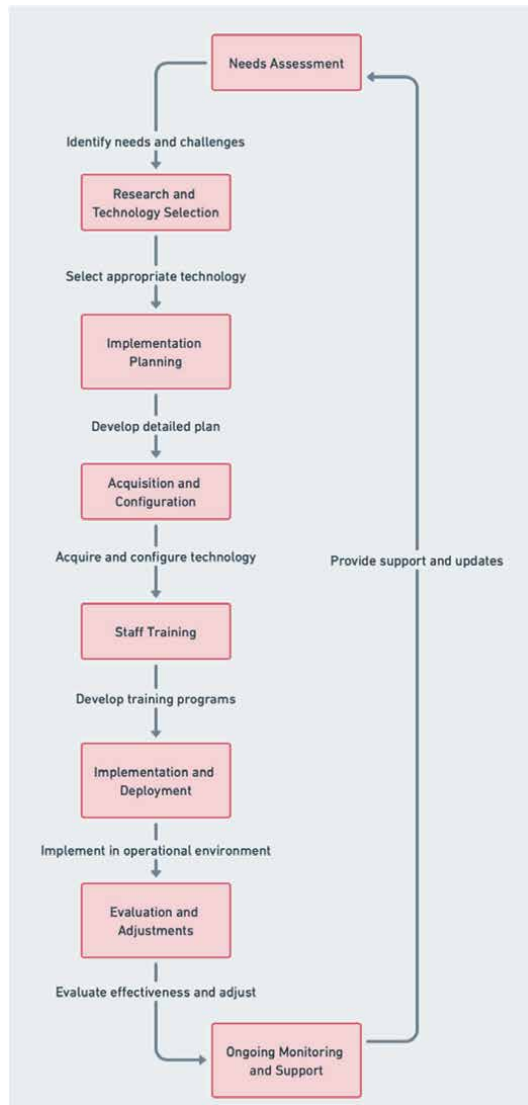 Needs Assessment
Identify needs and challenges
Research and
Technology Selection
Select appropriate technology
Implementation
Planning
Develop detailed plan
Acquisition and
Configuration
Acquire and configure technology
Provide support and updates
Staff Training
Develop training programs
Implementation and
Deployment
Implement in operational environment
Evaluation and
Adjustments
Evaluate effectiveness and adjust
Ongoing Monitoring
and Support